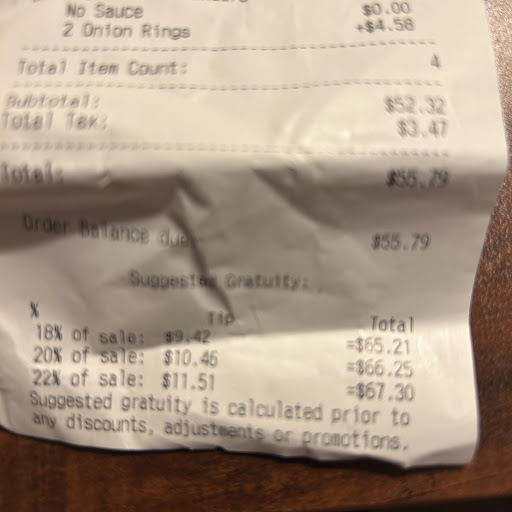 No Sauce $0.00
2 Onion Rings +$4.58
Total Item Count: 4
Subtotal: $52.32
Total Tax: $3.47
Total: $55.79
Order Balance due $55.79
Suggested Gratuity:
% Tip Total
18% of sale: $9.42 =$65.21
20% of sale: $10.46 =$66.25
22% of sale: $11.51 =$67.30
Suggested gratuity is calculated prior to
any discounts, adjustments or promotions.